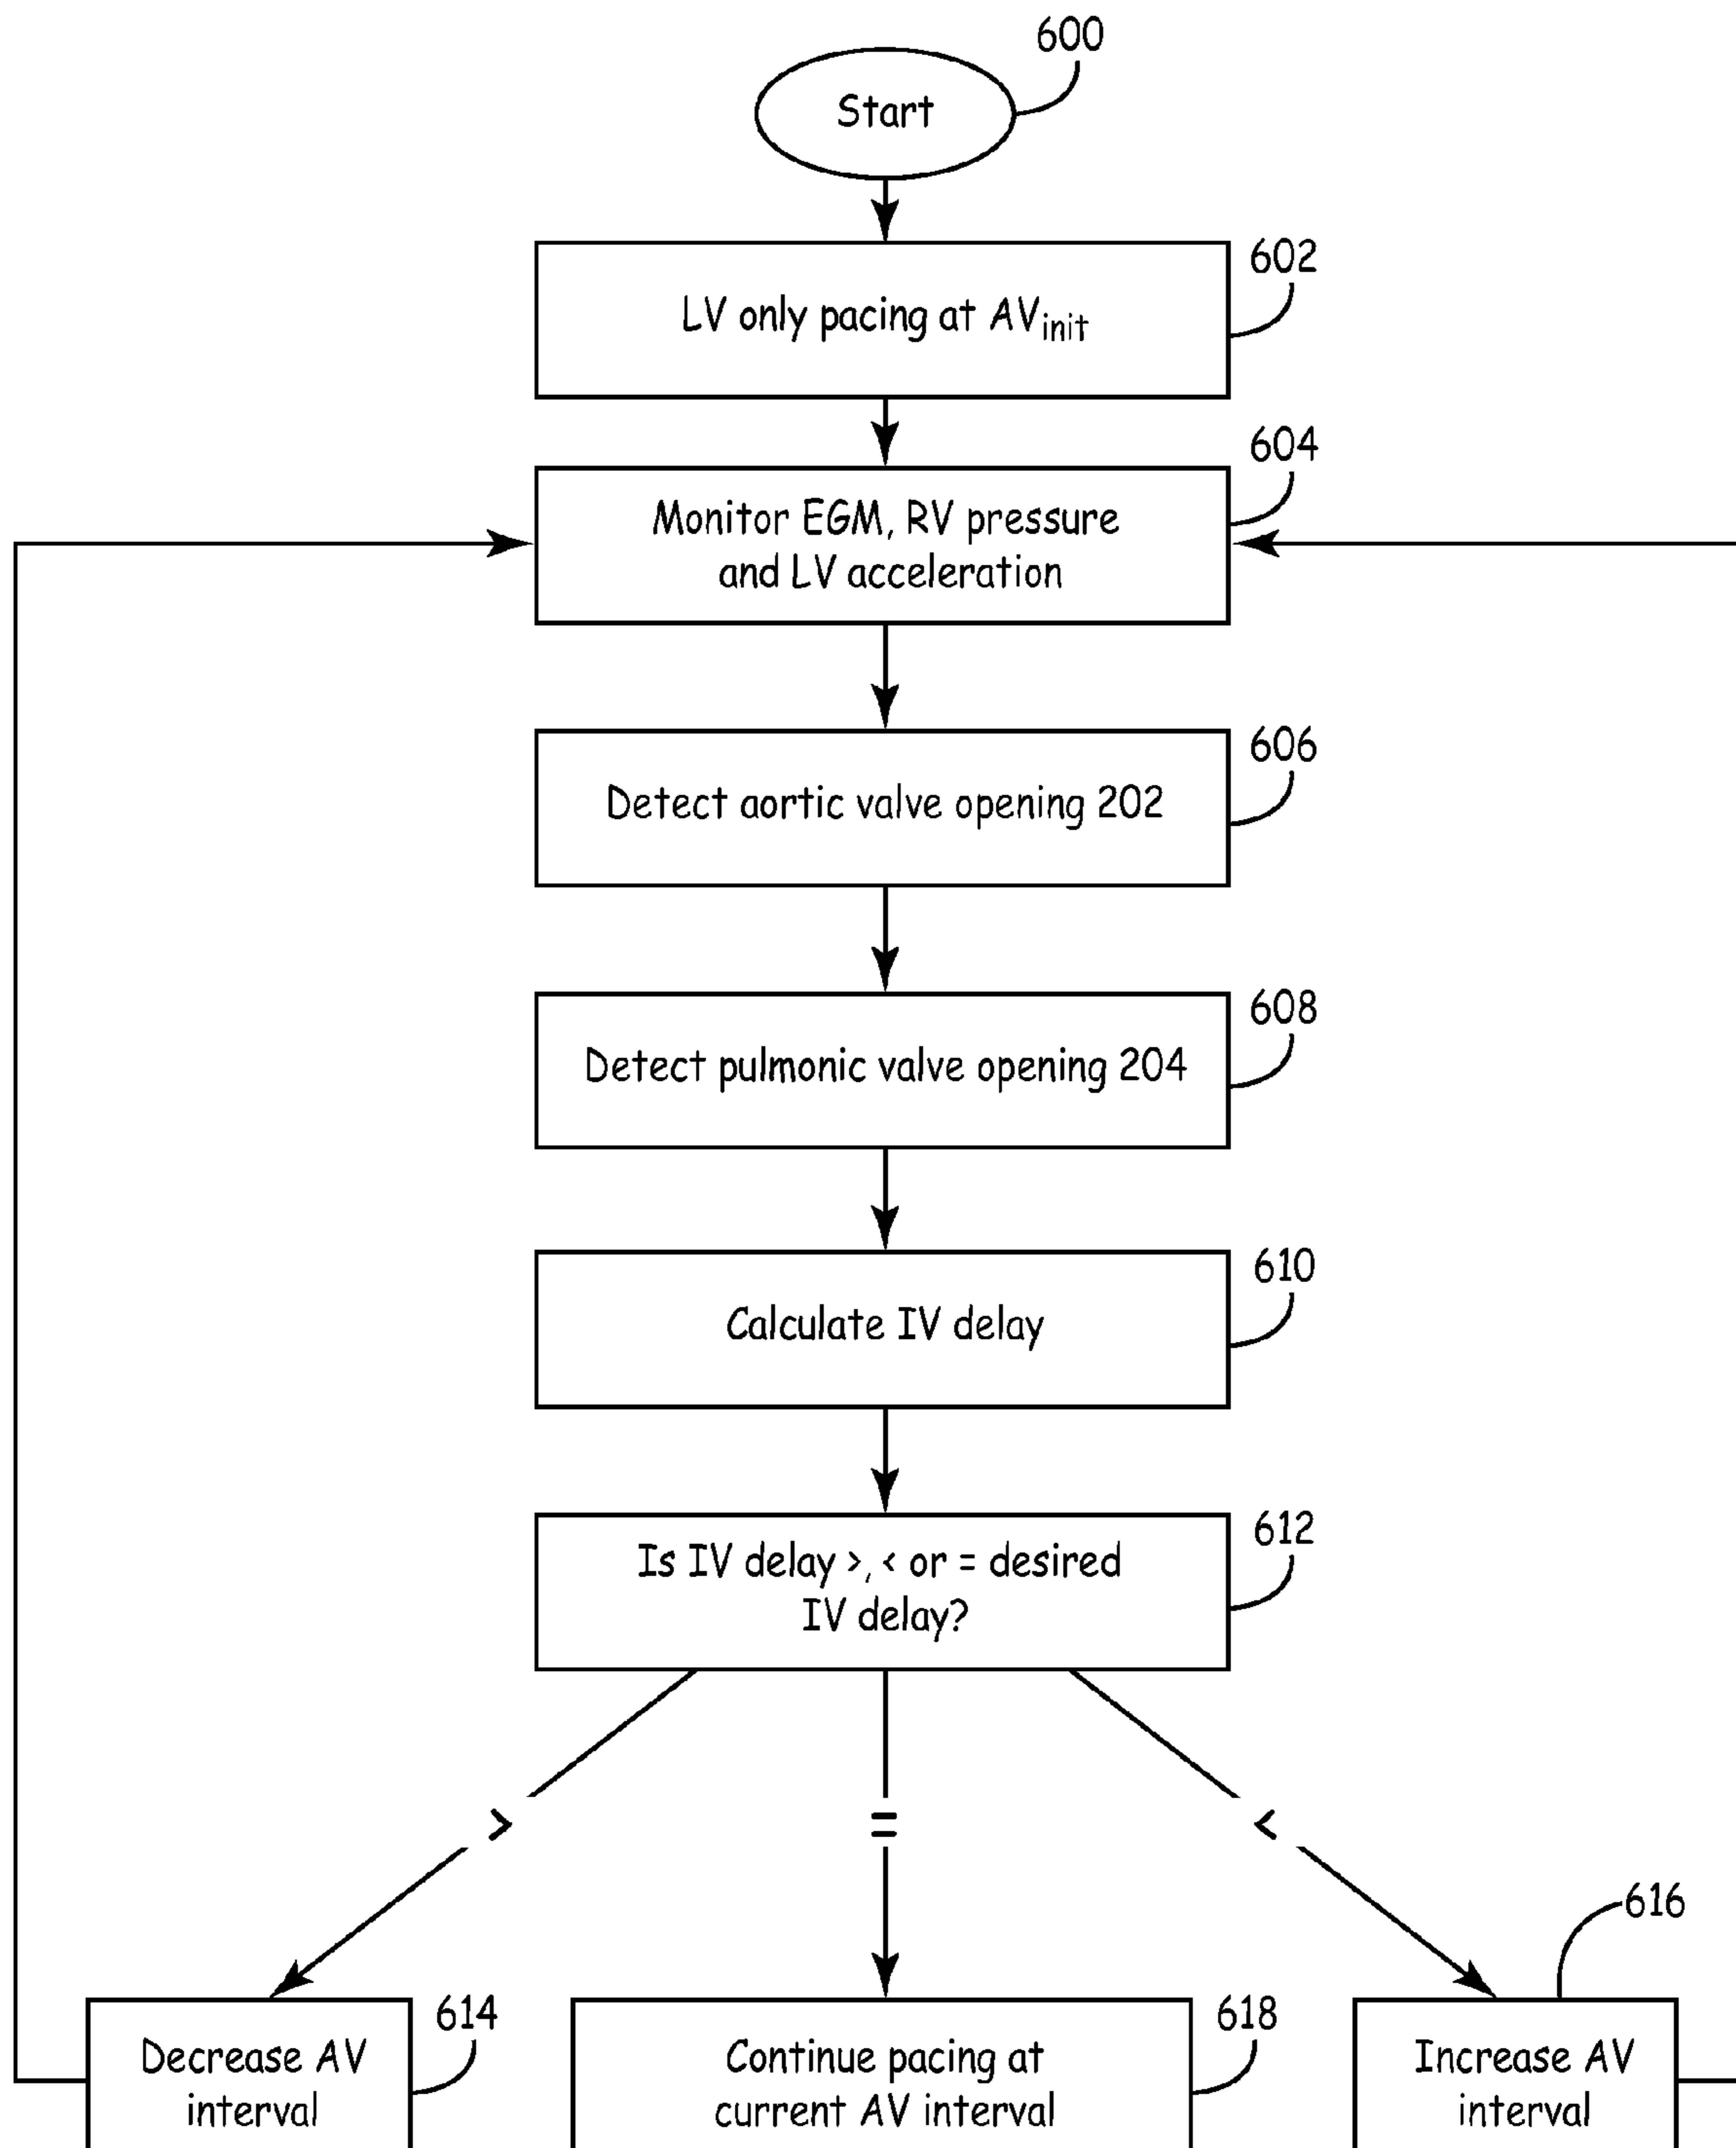 600
Start
602
LV only pacing at AVinit
604
Monitor EGM, RV pressure
and LV acceleration
606
Detect aortic valve opening 202
608
Detect pulmonic valve opening 204
610
Calculate IV delay
612
Is IV delay >, < or = desired
IV delay?
>
=
<
616
614
618
Decrease AV
interval
Continue pacing at
current AV interval
Increase AV
interval